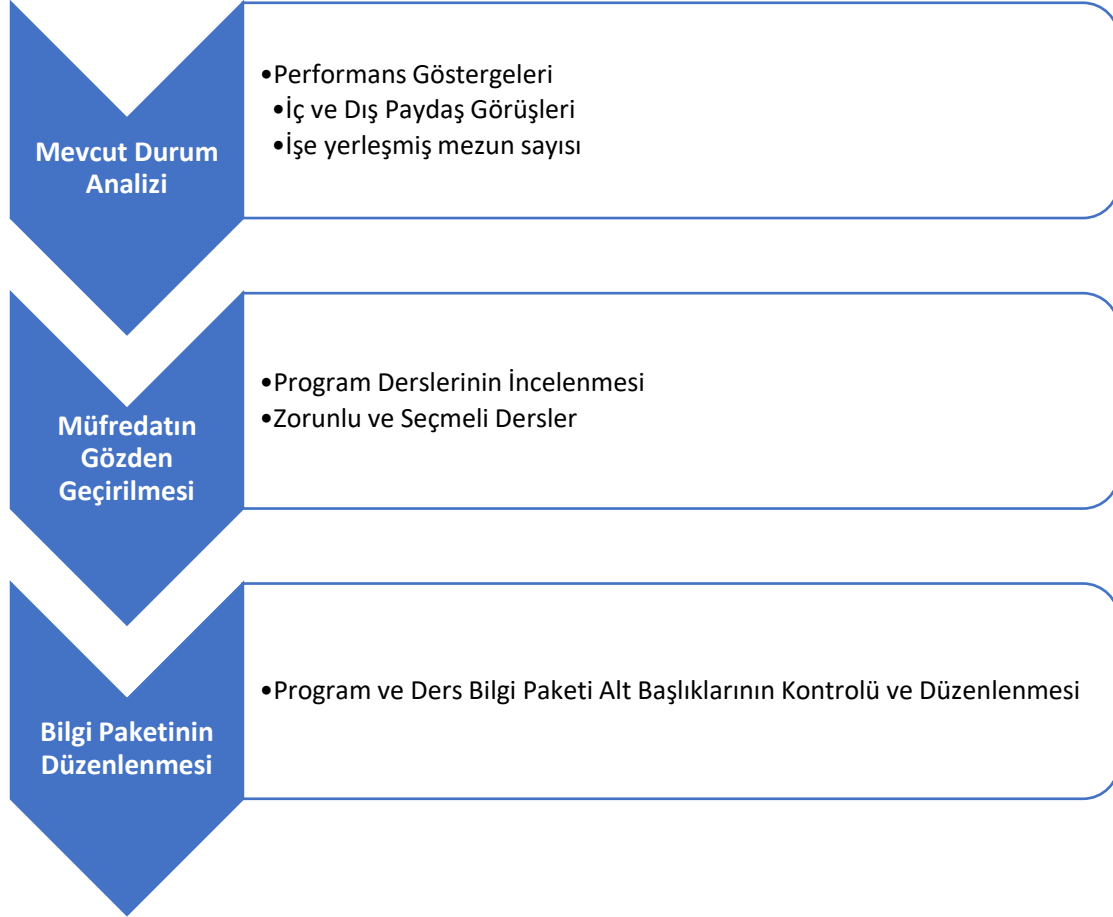 Mevcut Durum
Analizi
•Performans Göstergeleri
•İç ve Dış Paydaş Görüşleri
•İşe yerleşmiş mezun sayısı
Müfredatın
Gözden
Geçirilmesi
•Program Derslerinin İncelenmesi
•Zorunlu ve Seçmeli Dersler
Bilgi Paketinin
Düzenlenmesi
•Program ve Ders Bilgi Paketi Alt Başlıklarının Kontrolü ve Düzenlenmesi